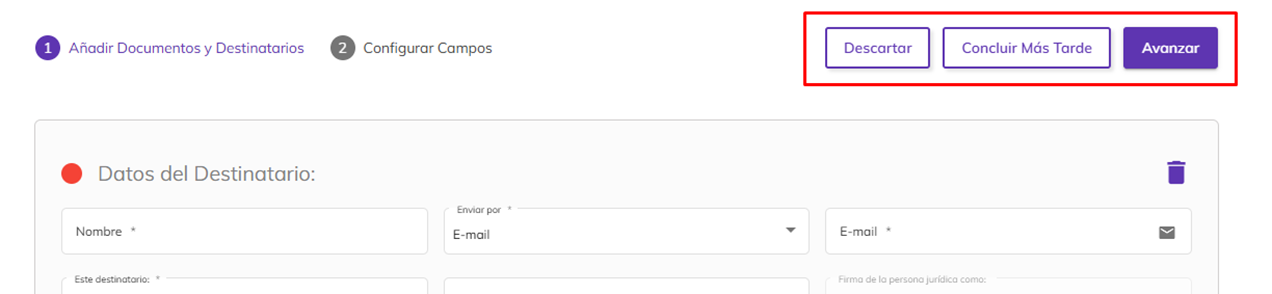 1 Añadir Documentos y Destinatarios 2 Configurar Campos Descartar Concluir Más Tarde Avanzar
Datos del Destinatario:
Enviar por *
Nombre * E-mail E-mail *
Este destinatario: * Firma de la persona jurídica como: